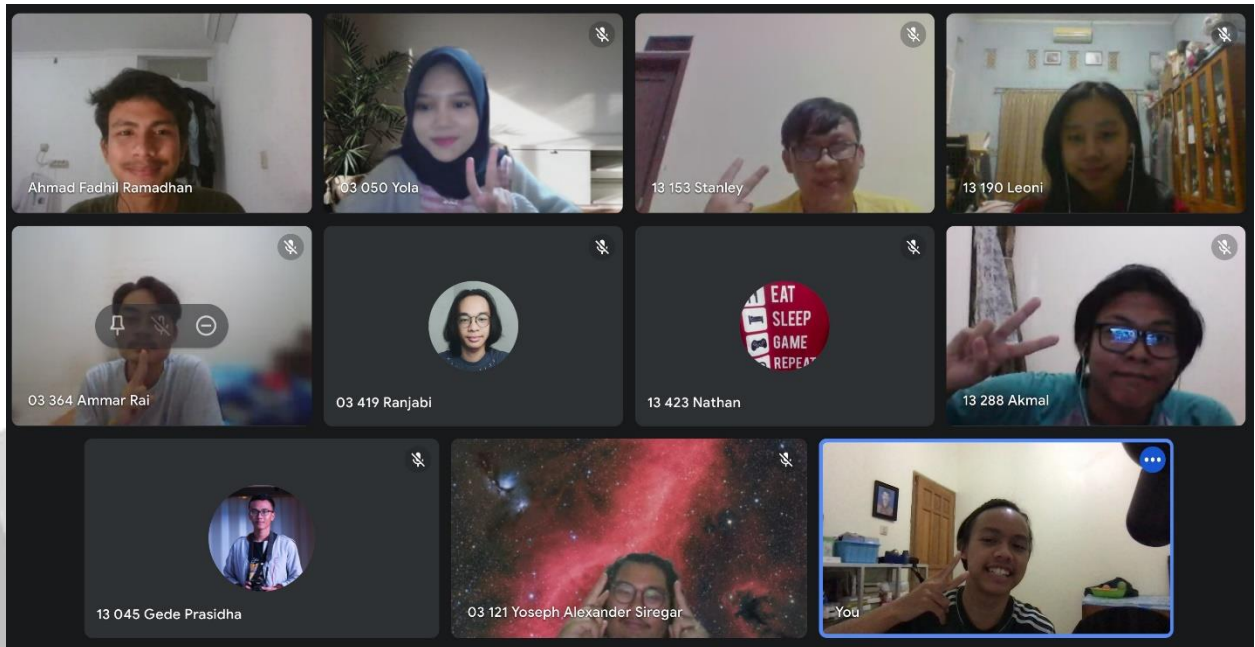 Ahmad Fadhil Ramadhan
03 050 Yola
13 153 Stanley
13 190 Leoni
03 364 Ammar Rai
03 419 Ranjabi
EAT
SLEEP
GAME
REPEAT
13 423 Nathan
13 288 Akmal
13 045 Gede Prasidha
03 121 Yoseph Alexander Siregar
You